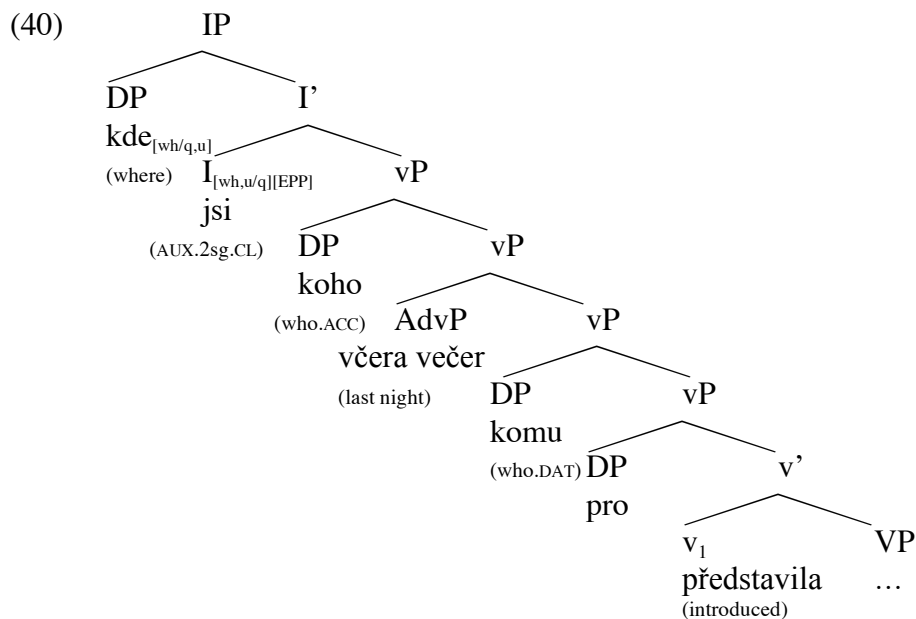 (40) IP
DP I’
kde[wh/q,u]
(where) I[wh,u/q][EPP] vP
jsi
(AUX.2sg.CL) DP vP
koho
(who.ACC) AdvP vP
včera večer
(last night) DP vP
komu
(who.DAT) DP v’
pro
v1 VP
představila …
(introduced)